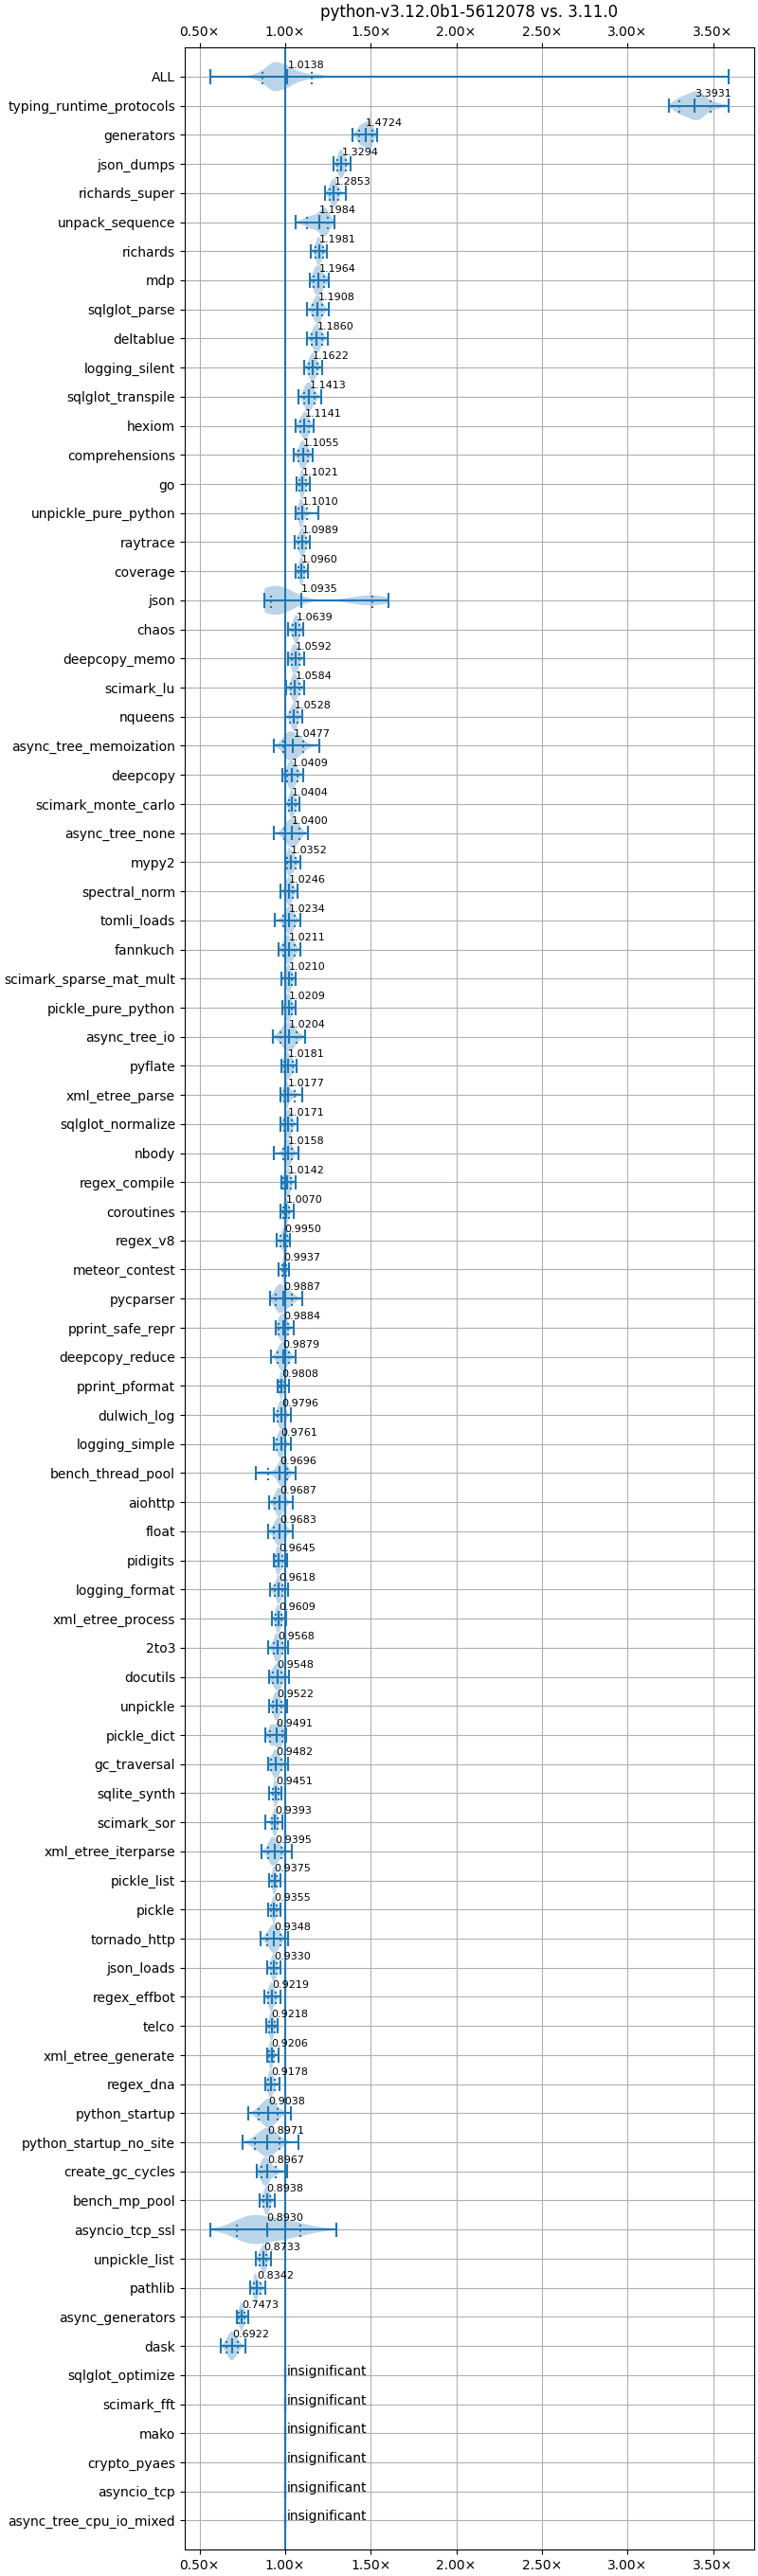 python-v3.12.0b1-5612078 vs. 3.11.0
0.50× 1.00× 1.50× 2.00× 2.50× 3.00× 3.50×
ALL 1.0138
typing_runtime_protocols 3.3931
generators 1.4724
json_dumps 1.3294
richards_super 1.2853
unpack_sequence 1.1984
richards 1.1981
mdp 1.1964
sqlglot_parse 1.1908
deltablue 1.1860
logging_silent 1.1622
sqlglot_transpile 1.1413
hexiom 1.1141
comprehensions 1.1055
go 1.1021
unpickle_pure_python 1.1010
raytrace 1.0989
coverage 1.0960
json 1.0935
chaos 1.0639
deepcopy_memo 1.0592
scimark_lu 1.0584
nqueens 1.0528
async_tree_memoization 1.0477
deepcopy 1.0409
scimark_monte_carlo 1.0404
async_tree_none 1.0400
mypy2 1.0352
spectral_norm 1.0246
tomli_loads 1.0234
fannkuch 1.0211
scimark_sparse_mat_mult 1.0210
pickle_pure_python 1.0209
async_tree_io 1.0204
pyflate 1.0181
xml_etree_parse 1.0177
sqlglot_normalize 1.0171
nbody 1.0158
regex_compile 1.0142
coroutines 1.0070
regex_v8 0.9950
meteor_contest 0.9937
pycparser 0.9887
pprint_safe_repr 0.9884
deepcopy_reduce 0.9879
pprint_pformat 0.9808
dulwich_log 0.9796
logging_simple 0.9761
bench_thread_pool 0.9696
aiohttp 0.9687
float 0.9683
pidigits 0.9645
logging_format 0.9618
xml_etree_process 0.9609
2to3 0.9568
docutils 0.9548
unpickle 0.9522
pickle_dict 0.9491
gc_traversal 0.9482
sqlite_synth 0.9451
scimark_sor 0.9393
xml_etree_iterparse 0.9395
pickle_list 0.9375
pickle 0.9355
tornado_http 0.9348
json_loads 0.9330
regex_effbot 0.9219
telco 0.9218
xml_etree_generate 0.9206
regex_dna 0.9178
python_startup 0.9038
python_startup_no_site 0.8971
create_gc_cycles 0.8967
bench_mp_pool 0.8938
asyncio_tcp_ssl 0.8930
unpickle_list 0.8733
pathlib 0.8342
async_generators 0.7473
dask 0.6922
sqlglot_optimize insignificant
scimark_fft insignificant
mako insignificant
crypto_pyaes insignificant
asyncio_tcp insignificant
async_tree_cpu_io_mixed insignificant
0.50× 1.00× 1.50× 2.00× 2.50× 3.00× 3.50×